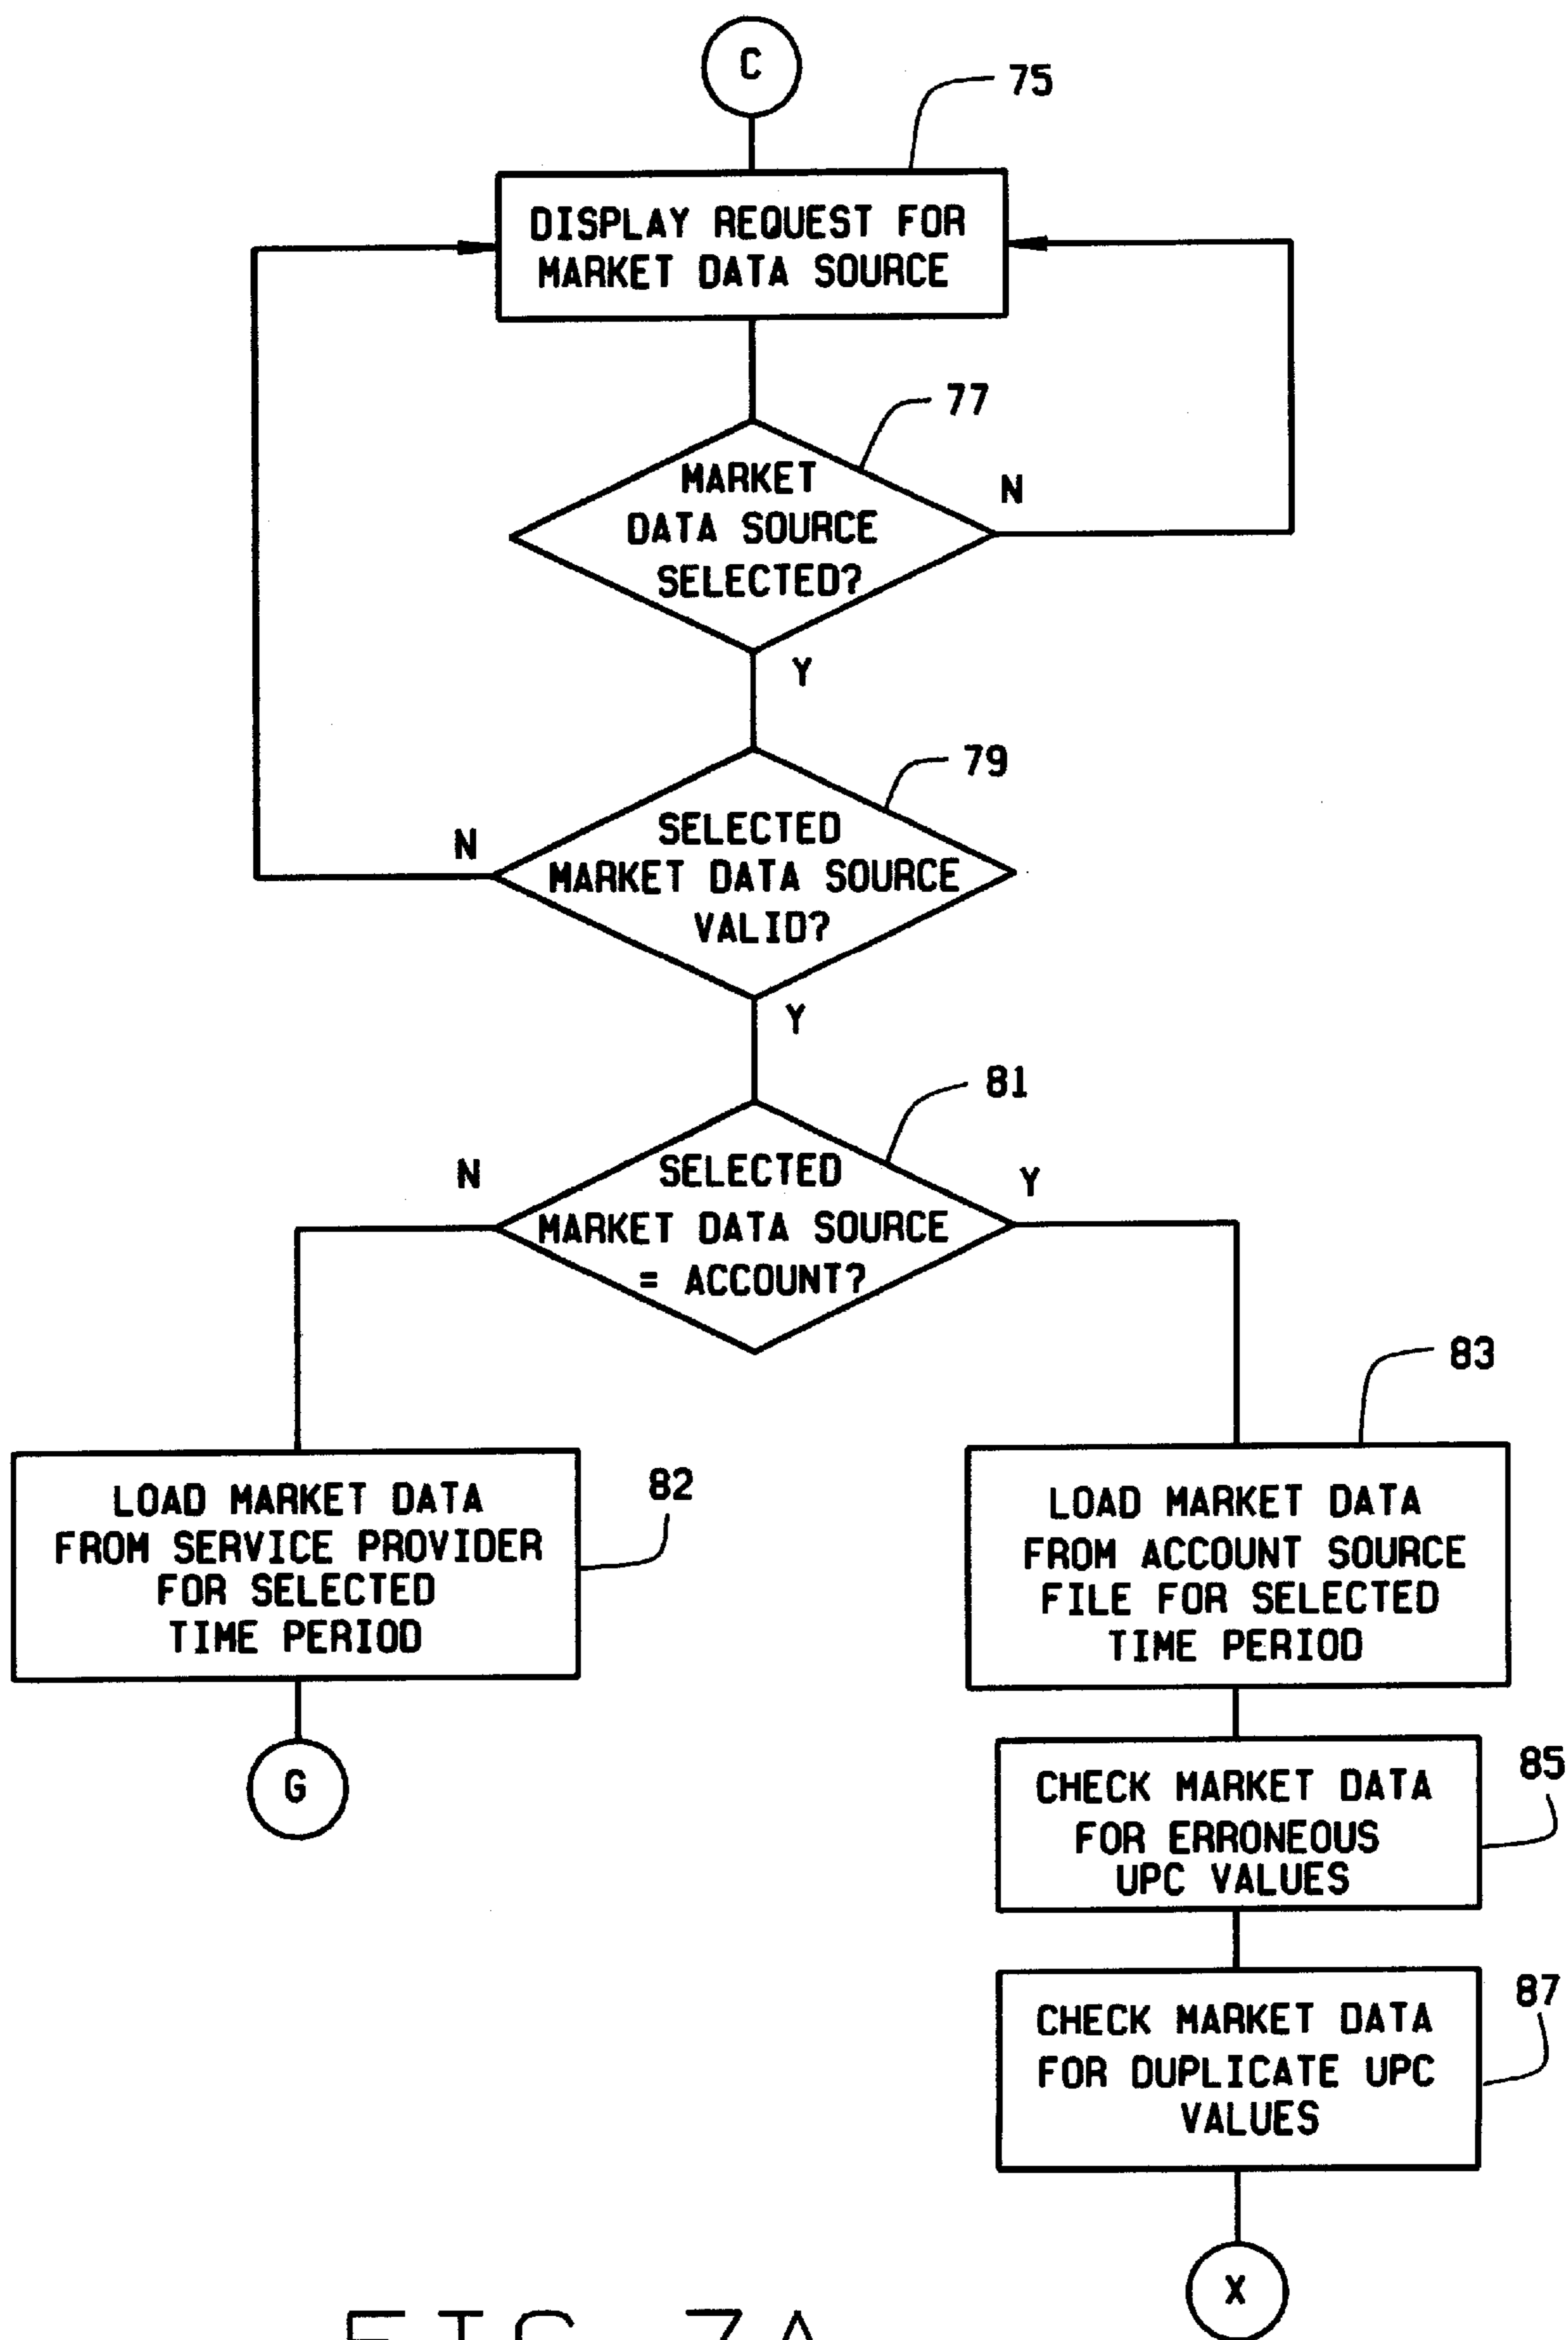 C
75
DISPLAY REQUEST FOR
MARKET DATA SOURCE
77
MARKET
DATA SOURCE
SELECTED?
N
Y
79
SELECTED
MARKET DATA SOURCE
VALID?
N
Y
81
SELECTED
MARKET DATA SOURCE
= ACCOUNT?
N
Y
83
LOAD MARKET DATA
FROM SERVICE PROVIDER
FOR SELECTED
TIME PERIOD
82
LOAD MARKET DATA
FROM ACCOUNT SOURCE
FILE FOR SELECTED
TIME PERIOD
G
CHECK MARKET DATA
FOR ERRONEOUS
UPC VALUES
85
CHECK MARKET DATA
FOR DUPLICATE UPC
VALUES
87
X
FIG. 7A